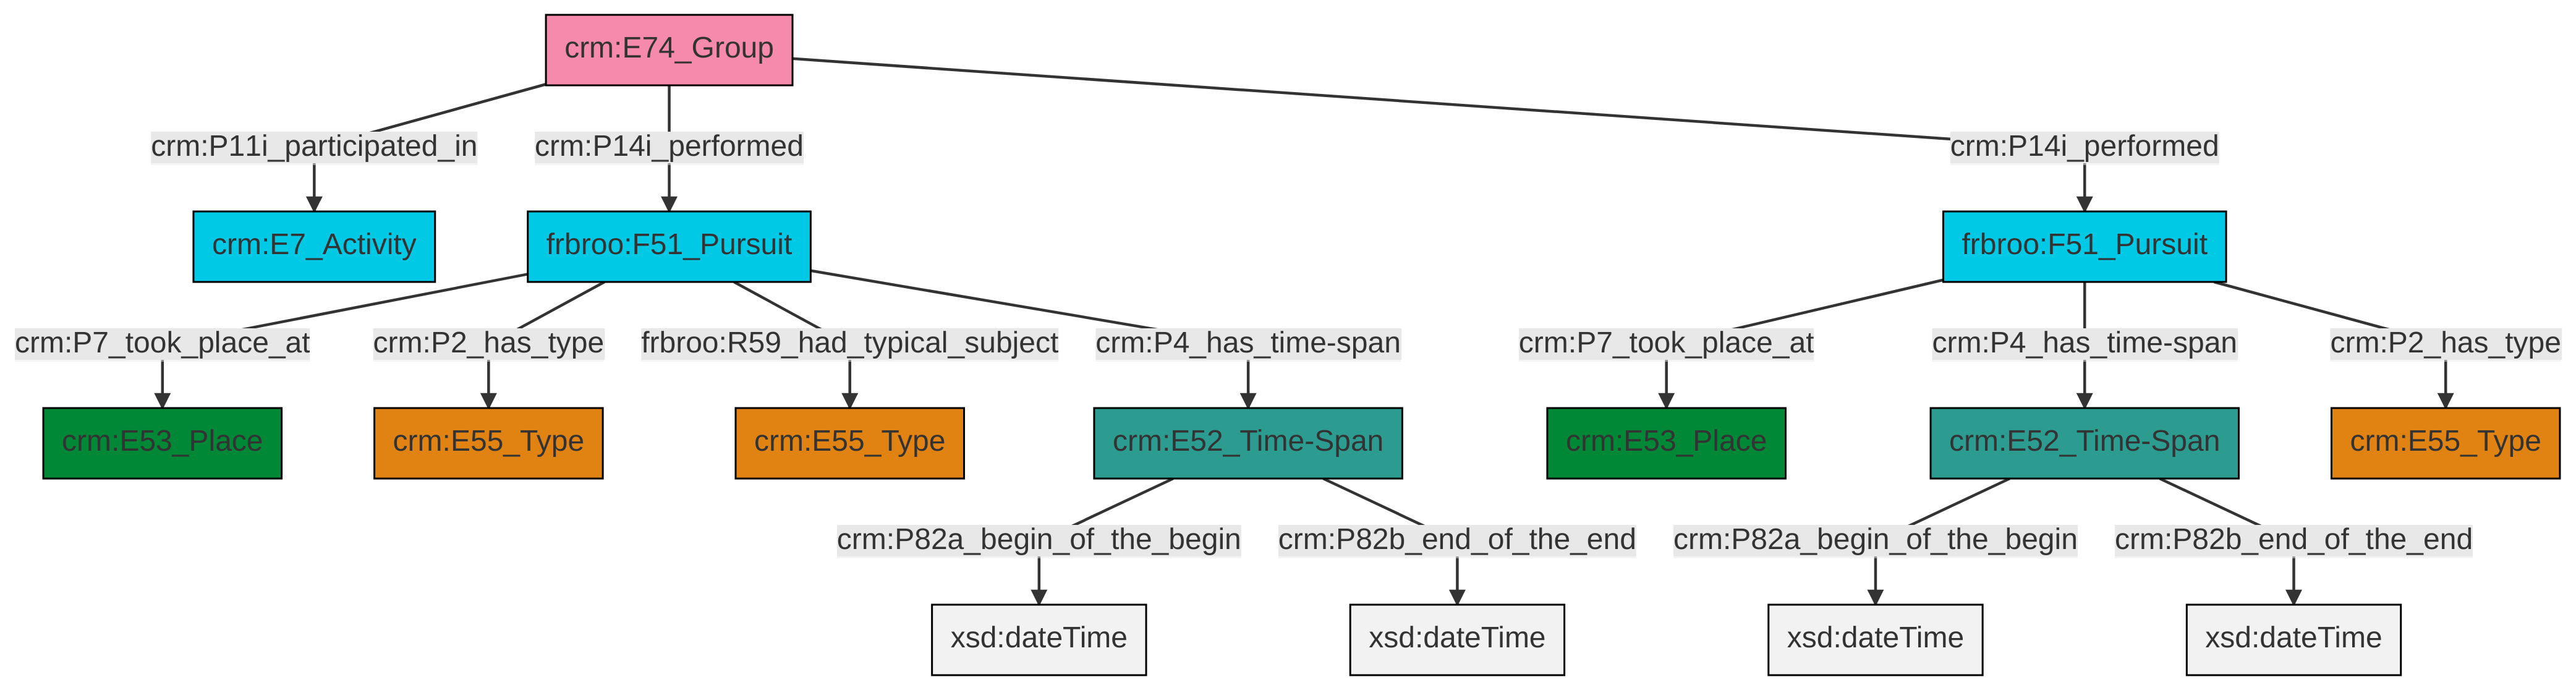 crm:E74_Group
crm:P11i_participated_in
crm:P14i_performed
crm:P14i_performed
crm:E7_Activity
frbroo:F51_Pursuit
frbroo:F51_Pursuit
crm:P7_took_place_at
crm:P2_has_type
frbroo:R59_had_typical_subject
crm:P4_has_time-span
crm:P7_took_place_at
crm:P4_has_time-span
crm:P2_has_type
crm:E53_Place
crm:E55_Type
crm:E55_Type
crm:E52_Time-Span
crm:E53_Place
crm:E52_Time-Span
crm:E55_Type
crm:P82a_begin_of_the_begin
crm:P82b_end_of_the_end
crm:P82a_begin_of_the_begin
crm:P82b_end_of_the_end
xsd:dateTime
xsd:dateTime
xsd:dateTime
xsd:dateTime